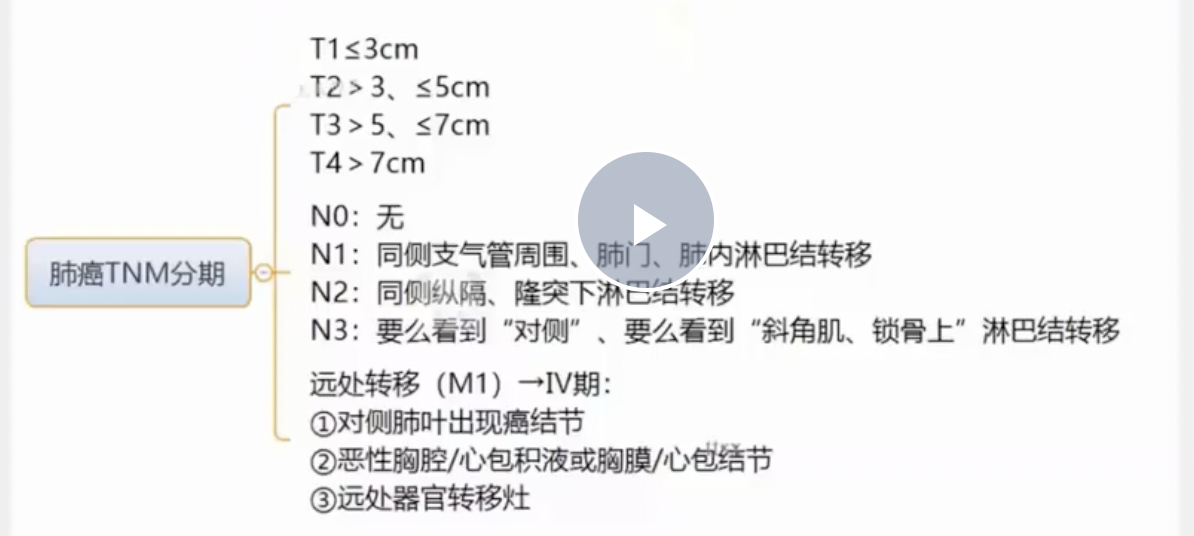 T1≤3cm
T2＞3、≤5cm
T3＞5、≤7cm
T4＞7cm
N0：无
N1：同侧支气管周围、肺门、肺内淋巴结转移
肺癌TNM分期
N2：同侧纵隔、隆突下淋巴结转移
N3：要么看到“对侧”、要么看到“斜角肌、锁骨上”淋巴结转移
远处转移（M1）→IV期：
①对侧肺叶出现癌结节
②恶性胸腔/心包积液或胸膜/心包结节
③远处器官转移灶